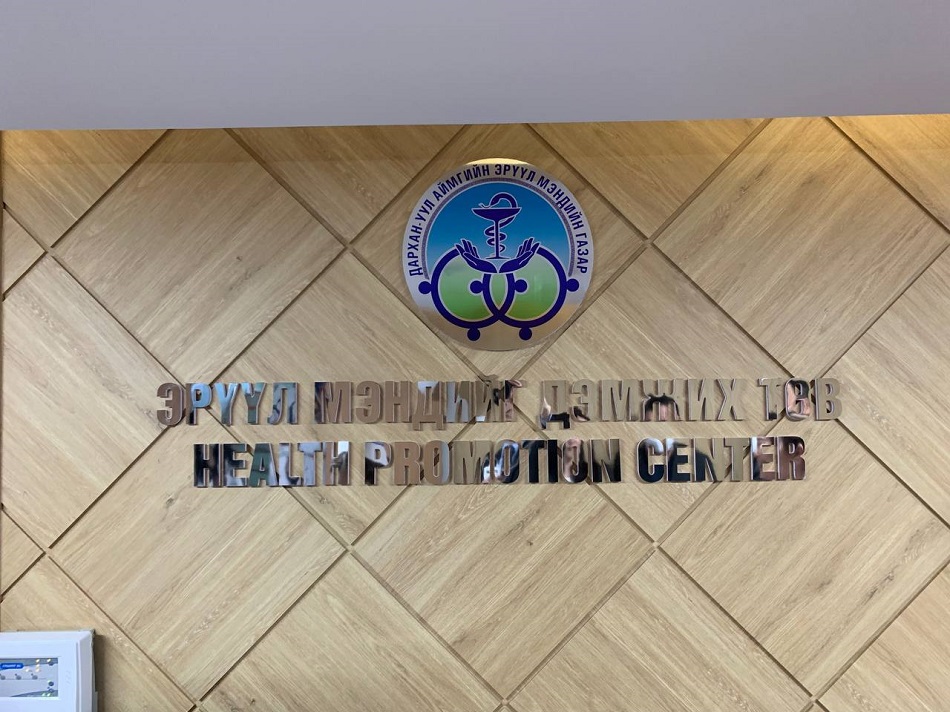 ДАРХАН-УУЛ АЙМГИЙН ЭРҮҮЛ МЭНДИЙН ГАЗАР
ЭРҮҮЛ МЭНДИЙГ ДЭМЖИХ ТӨВ
HEALTH PROMOTION CENTER